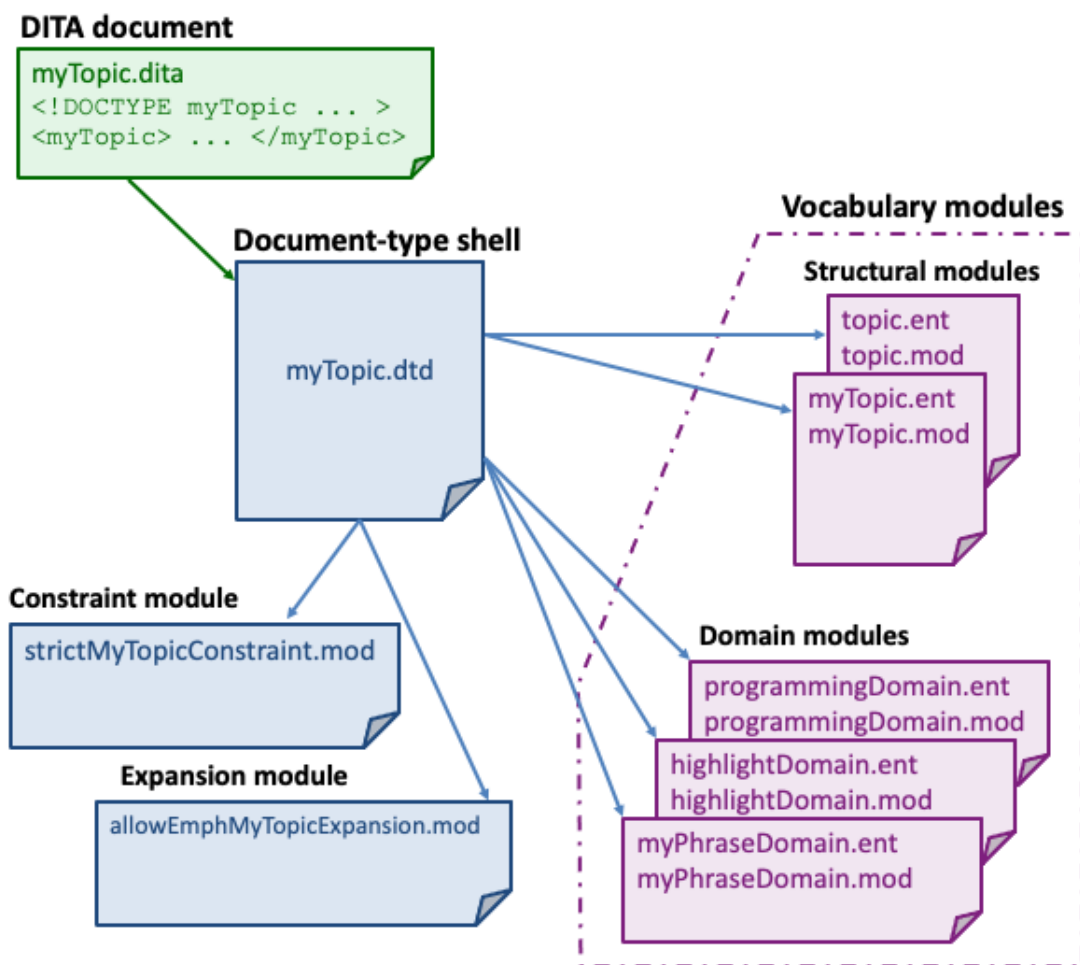 DITA document
myTopic.dita
<!DOCTYPE myTopic ... >
<myTopic> ... </myTopic>
Document-type shell
myTopic.dtd
Vocabulary modules
Structural modules
topic.ent
topic.mod
myTopic.ent
myTopic.mod
Constraint module
strictMyTopicConstraint.mod
Expansion module
allowEmphMyTopicExpansion.mod
Domain modules
programmingDomain.ent
programmingDomain.mod
highlightDomain.ent
highlightDomain.mod
myPhraseDomain.ent
myPhraseDomain.mod